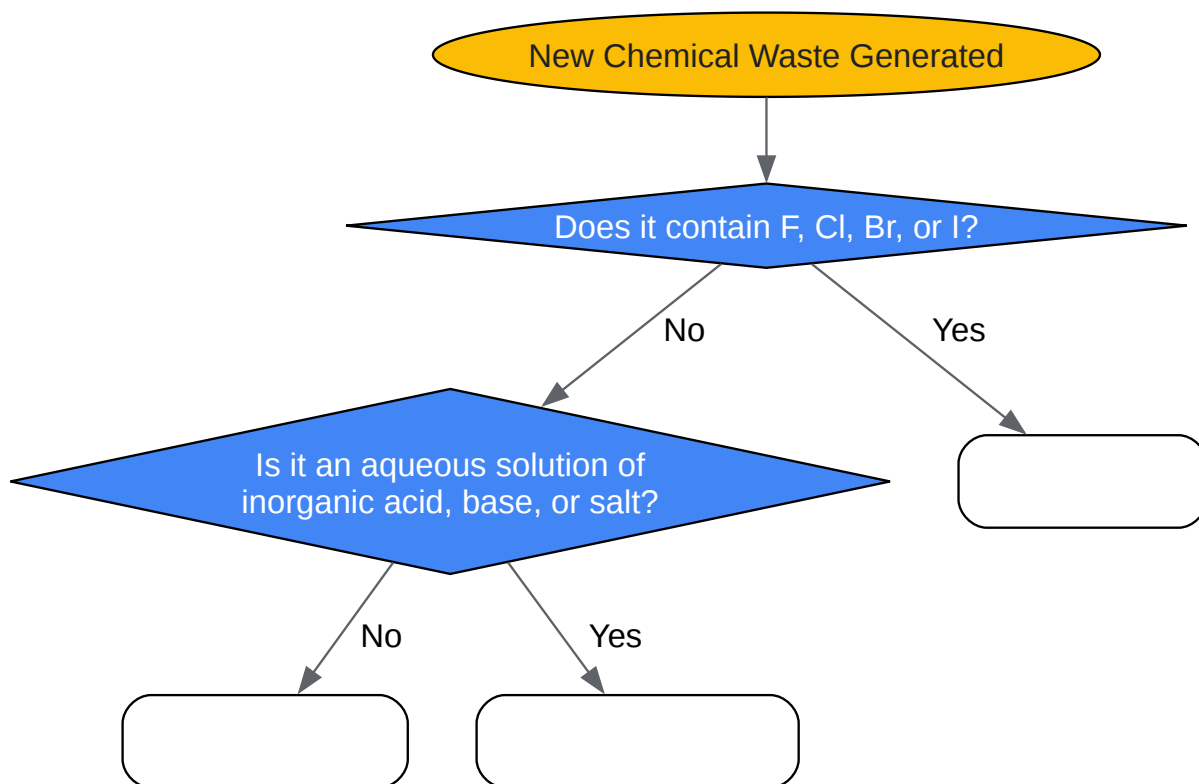 New Chemical Waste Generated
Does it contain F, Cl, Br, or I?
No
Yes
Is it an aqueous solution of
inorganic acid, base, or salt?
No
Yes